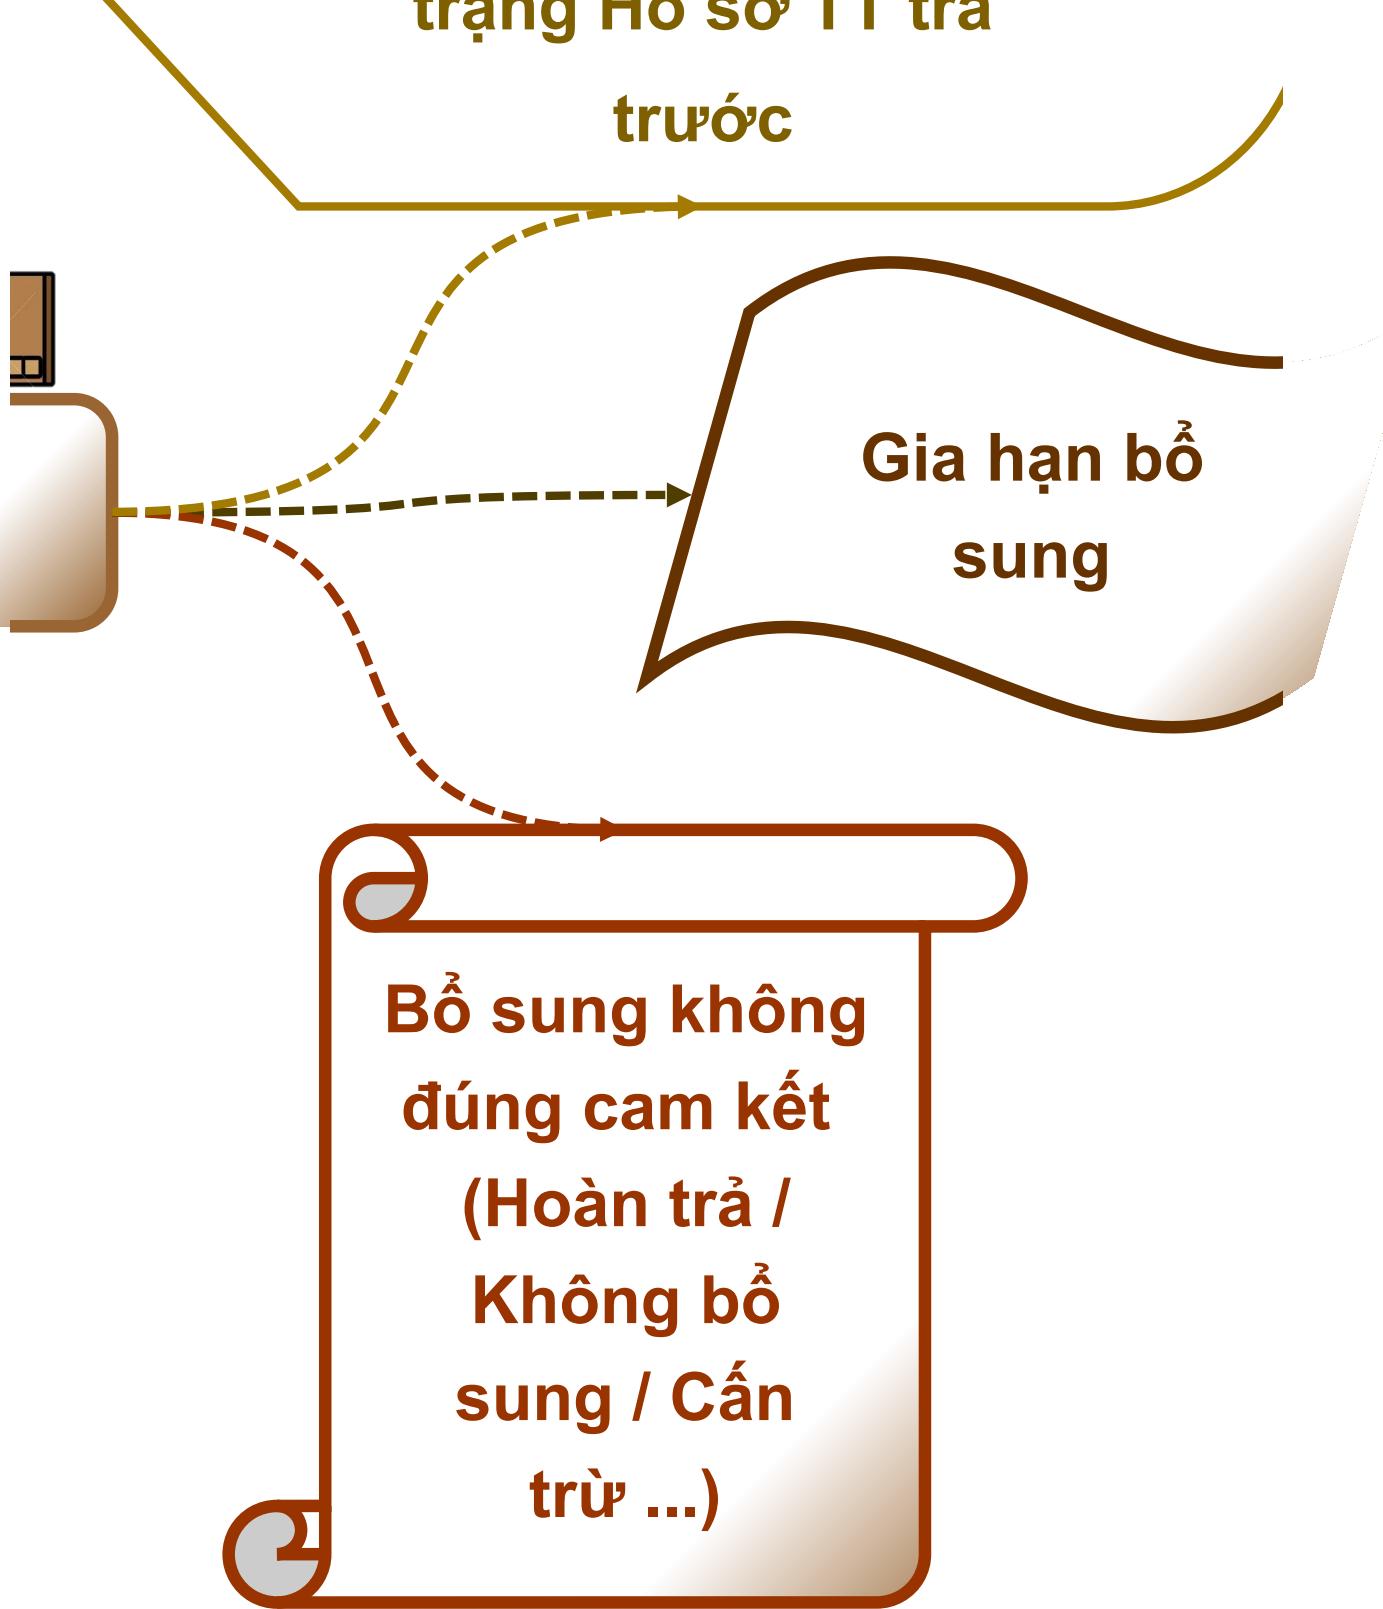 trạng Hồ sơ TT trả
trước
Gia hạn bổ
sung
Bổ sung không
đúng cam kết
(Hoàn trả /
Không bổ
sung / Cấn
trừ ...)